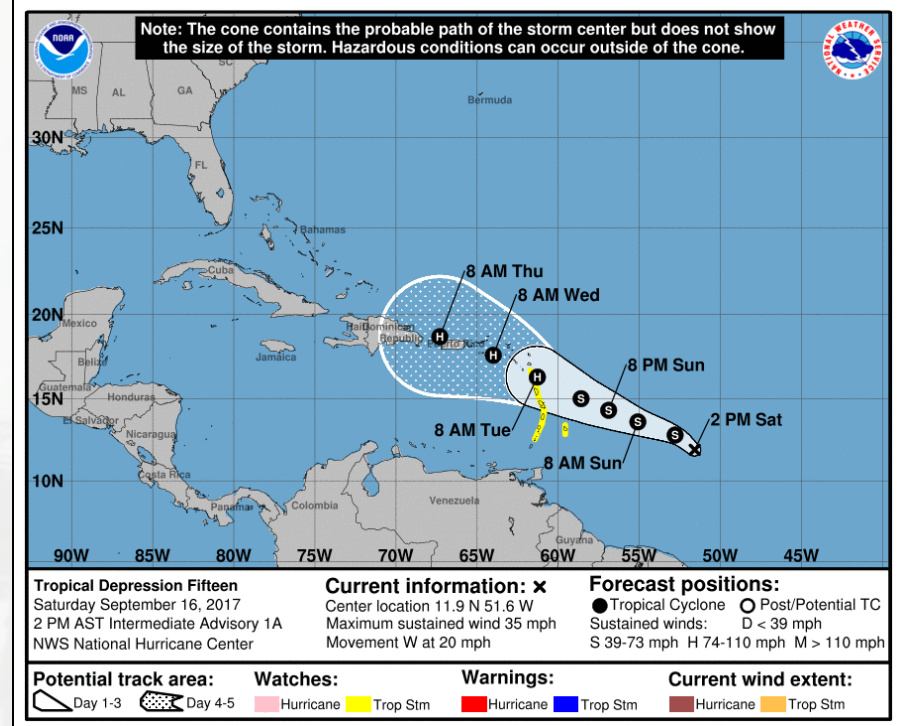 Note: The cone contains the probable path of the storm center but does not show
the size of the storm. Hazardous conditions can occur outside of the cone.
NOAA
NATIONAL WEATHER SERVICE
SC
MS
AL
GA
Bermuda
30N
FL
25N
Bahamas
Cuba
8 AM Thu
8 AM Wed
20N
Mexico
Haiti
Dominican
Republic
Puerto Rico
H
H
Jamaica
Belize
8 PM Sun
H
Guatemala
15N
Honduras
S
S
2 PM Sat
El Salvador
8 AM Tue
S
S
Nicaragua
8 AM Sun
Costa Rica
10N
Panama
Colombia
Venezuela
Guyana
90W
85W
80W
75W
70W
65W
60W
55W
50W
45W
Tropical Depression Fifteen
Saturday September 16, 2017
2 PM AST Intermediate Advisory 1A
NWS National Hurricane Center
Current information: ×
Center location 11.9 N 51.6 W
Maximum sustained wind 35 mph
Movement W at 20 mph
Forecast positions:
Tropical Cyclone Post/Potential TC
Sustained winds: D < 39 mph
S 39-73 mph H 74-110 mph M > 110 mph
Potential track area:
Day 1-3 Day 4-5
Watches:
Hurricane Trop Stm
Warnings:
Hurricane Trop Stm
Current wind extent:
Hurricane Trop Stm